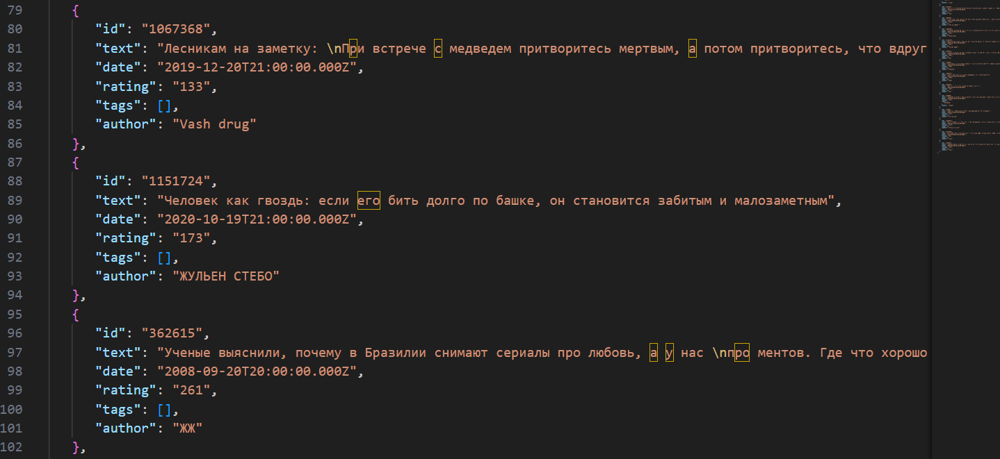 79 {
80 "id": "1067368",
81 "text": "Лесникам на заметку: \nПри встрече с медведем притворитесь мертвым, а потом притворитесь, что вдруг
82 "date": "2019-12-20T21:00:00.000Z",
83 "rating": "133",
84 "tags": [],
85 "author": "Vash drug"
86 },
87 {
88 "id": "1151724",
89 "text": "Человек как гвоздь: если его бить долго по башке, он становится забитым и малозаметным",
90 "date": "2020-10-19T21:00:00.000Z",
91 "rating": "173",
92 "tags": [],
93 "author": "ЖУЛЬЕН СТЕБО"
94 },
95 {
96 "id": "362615",
97 "text": "Ученые выяснили, почему в Бразилии снимают сериалы про любовь, а у нас \nпро ментов. Где что хорошо
98 "date": "2008-09-20T20:00:00.000Z",
99 "rating": "261",
100 "tags": [],
101 "author": "ЖЖ"
102 },